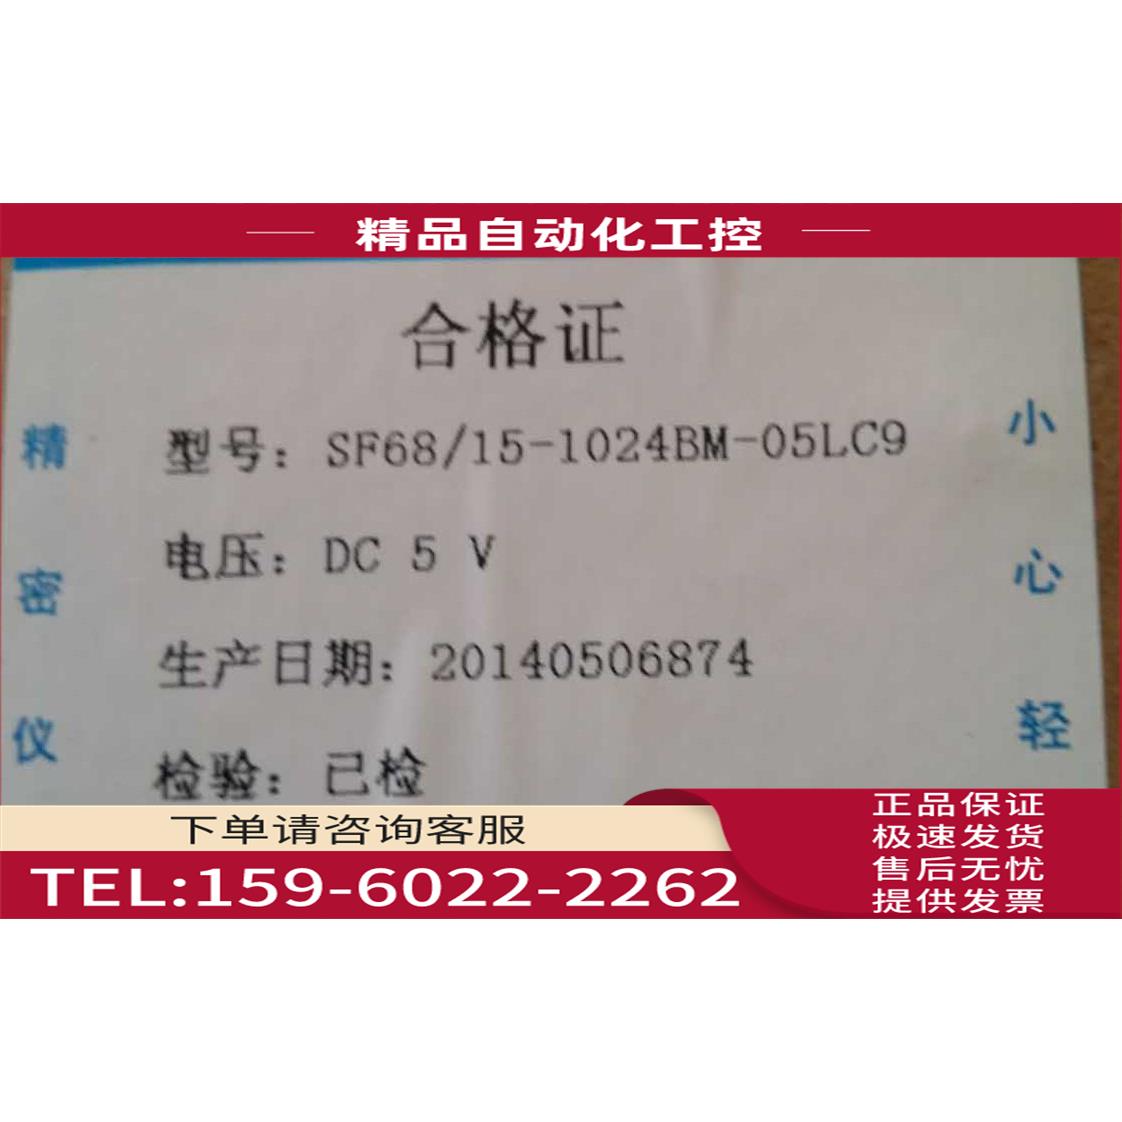 精品自动化工控
合格证
型号：SF68/15-1024BM-05LC9
电压：DC 5 V
生产日期：20140506874
检验：已检
精密仪
小心轻
下单请咨询客服
TEL:159-6022-2262
正品保证
极速发货
售后无忧
提供发票